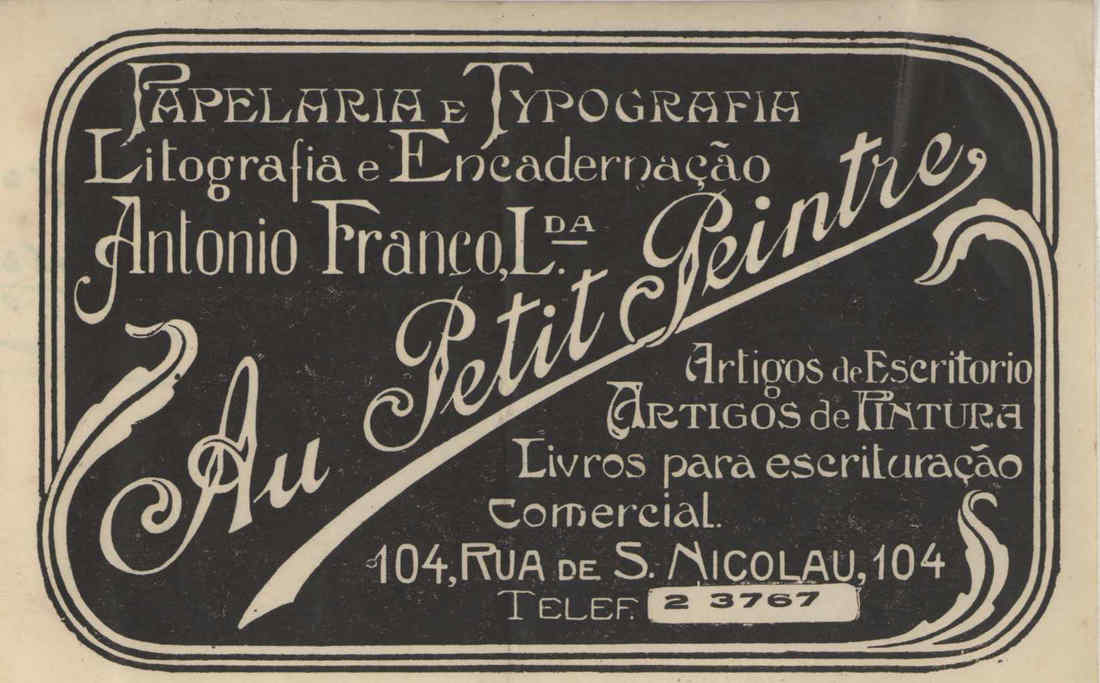 PAPELARIA E TYPOGRAFIA
Litografia e Encadernação
Antonio Franco, L.DA
Au Petit Peintre
Artigos de Escritorio
ARTIGOS de PINTURA
Livros para escrituração
comercial.
104, RUA DE S. NICOLAU, 104
TELEF. 2 3767